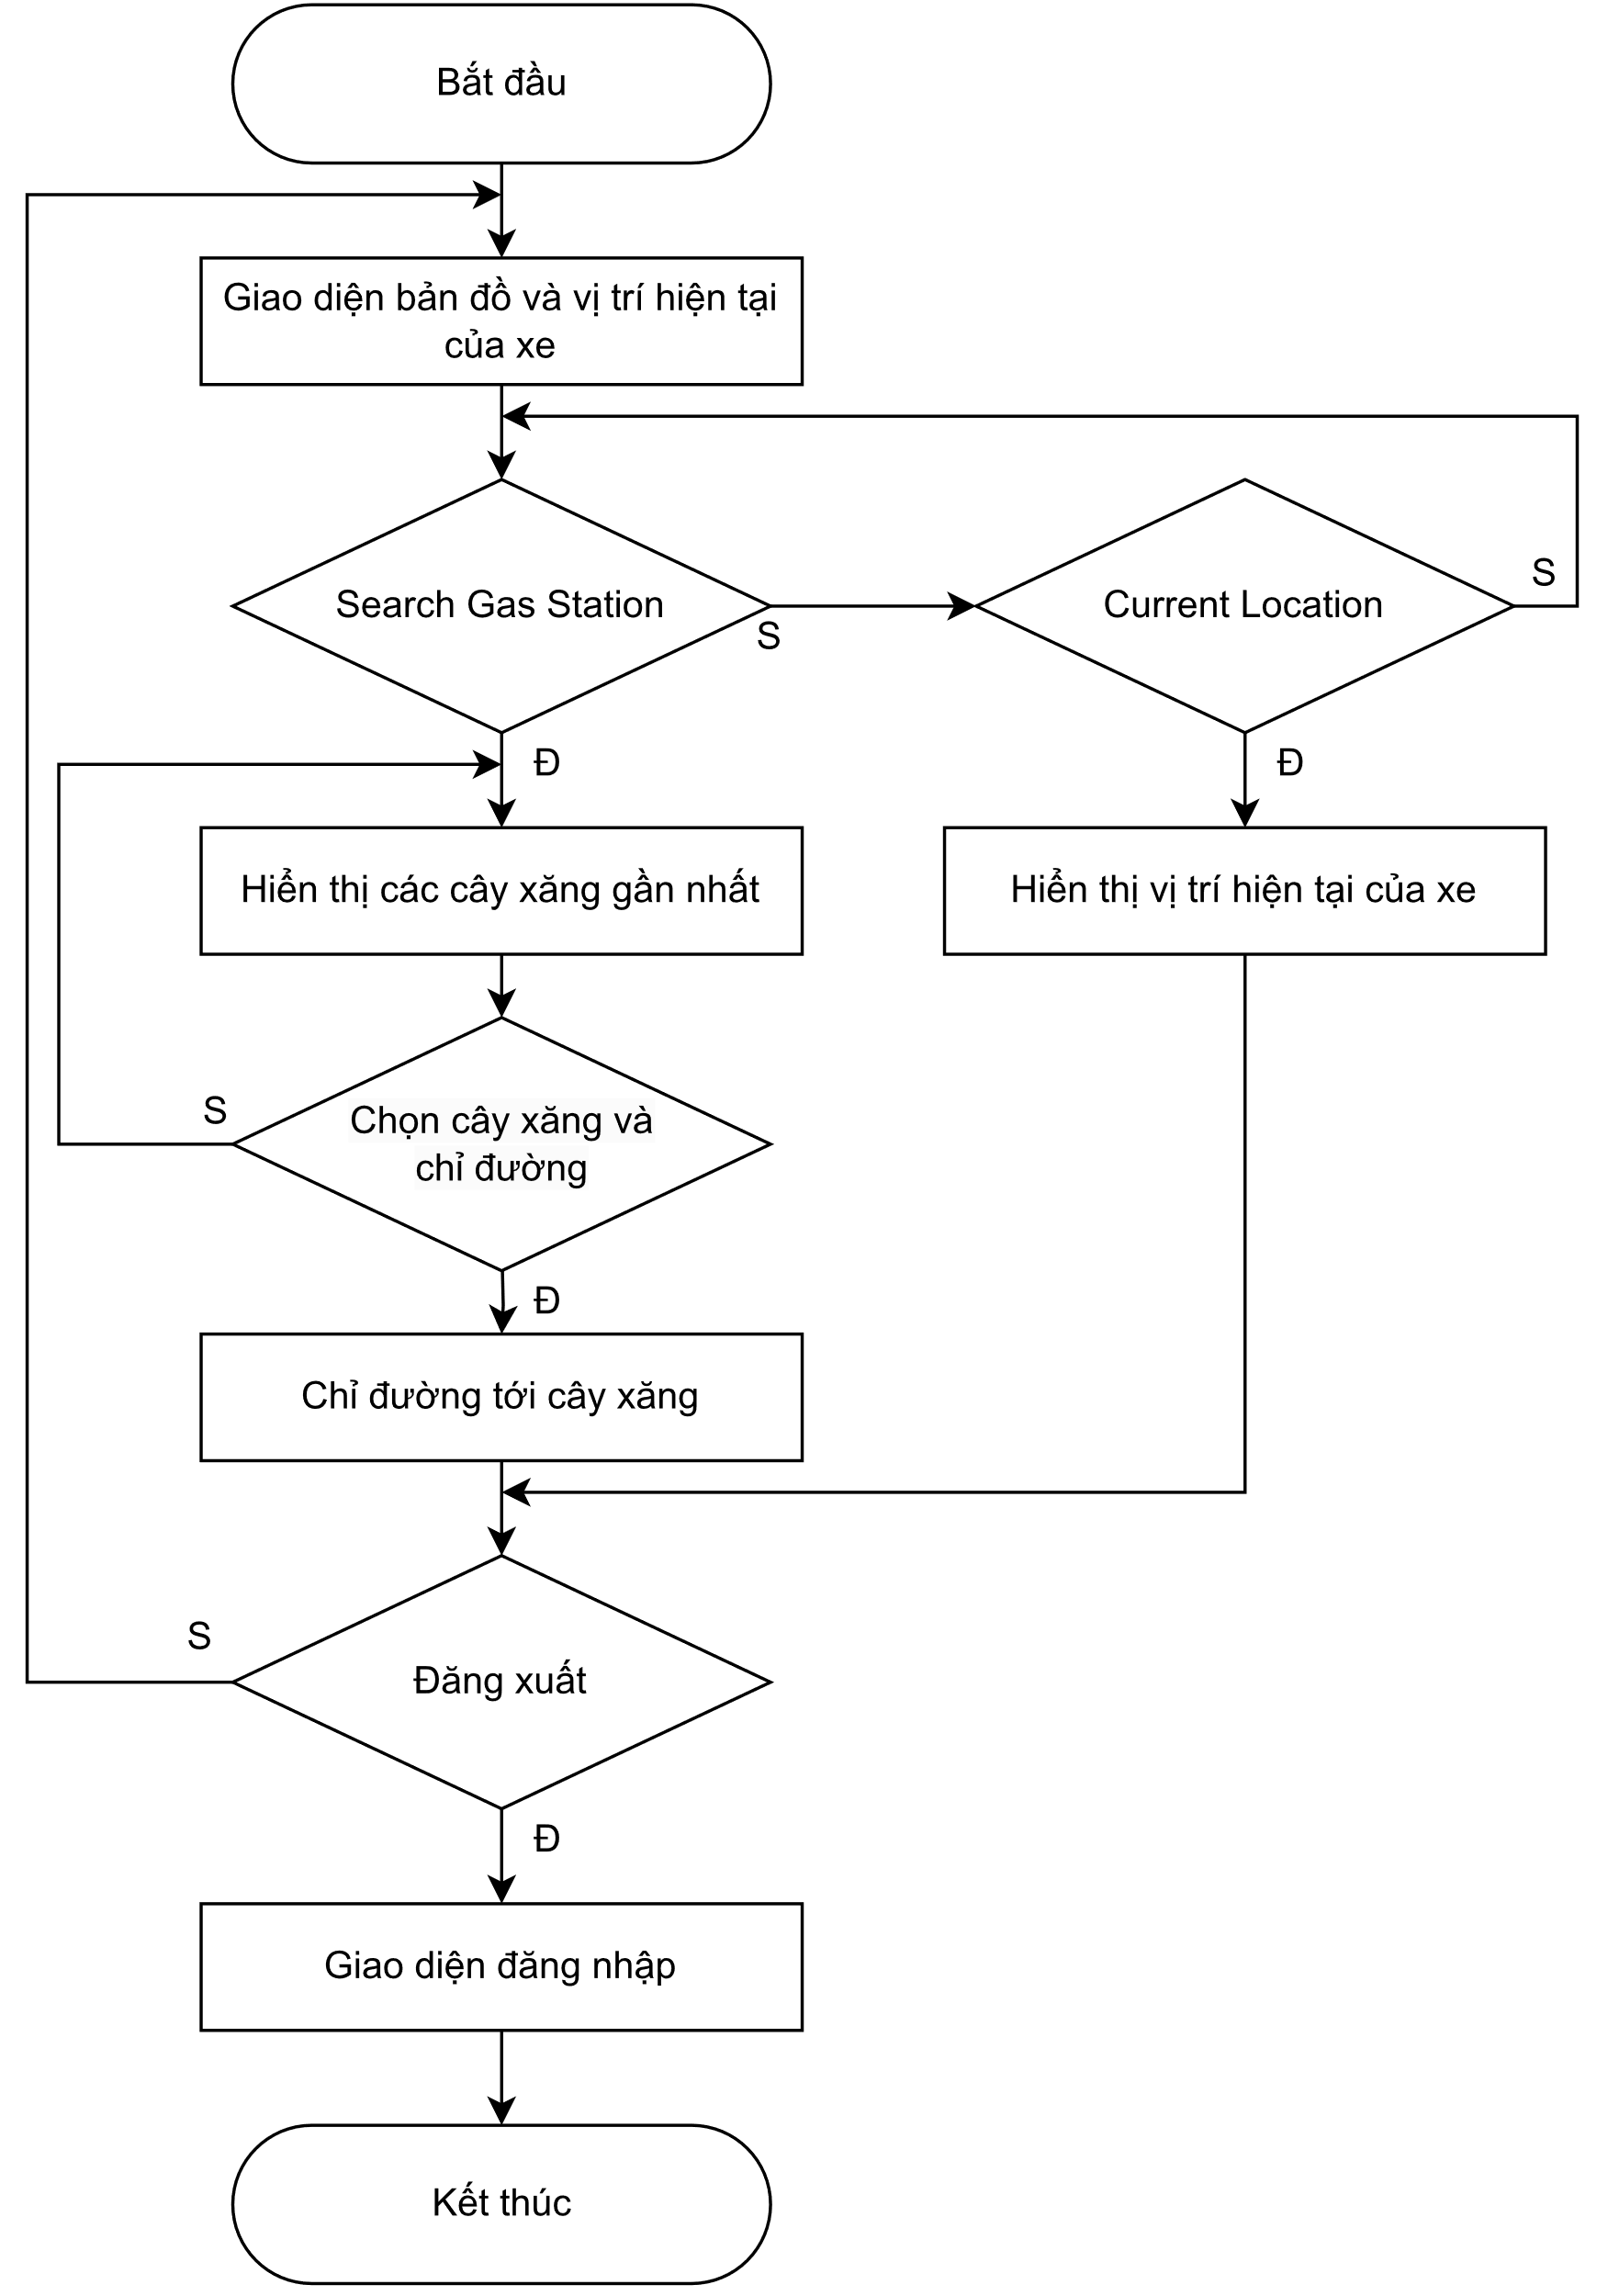 Bắt đầu
Giao diện bản đồ và vị trí hiện tại
của xe
Search Gas Station
S
Current Location
S
Đ
Đ
Hiển thị các cây xăng gần nhất
Hiển thị vị trí hiện tại của xe
S
Chọn cây xăng và
chỉ đường
Đ
Chỉ đường tới cây xăng
S
Đăng xuất
Đ
Giao diện đăng nhập
Kết thúc